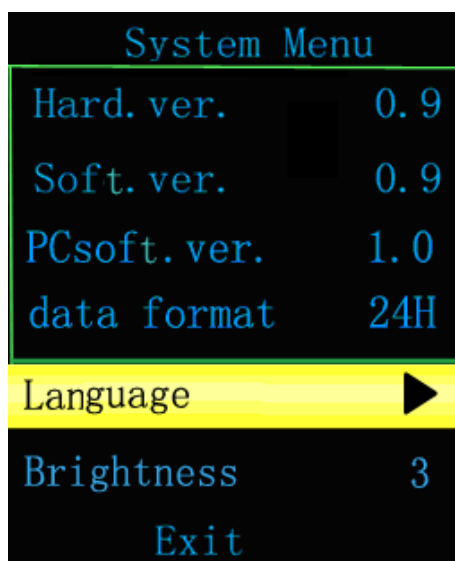 System Menu
Hard.ver. 0.9
Soft.ver. 0.9
PCsoft.ver. 1.0
data format 24H
Language
Brightness 3
Exit